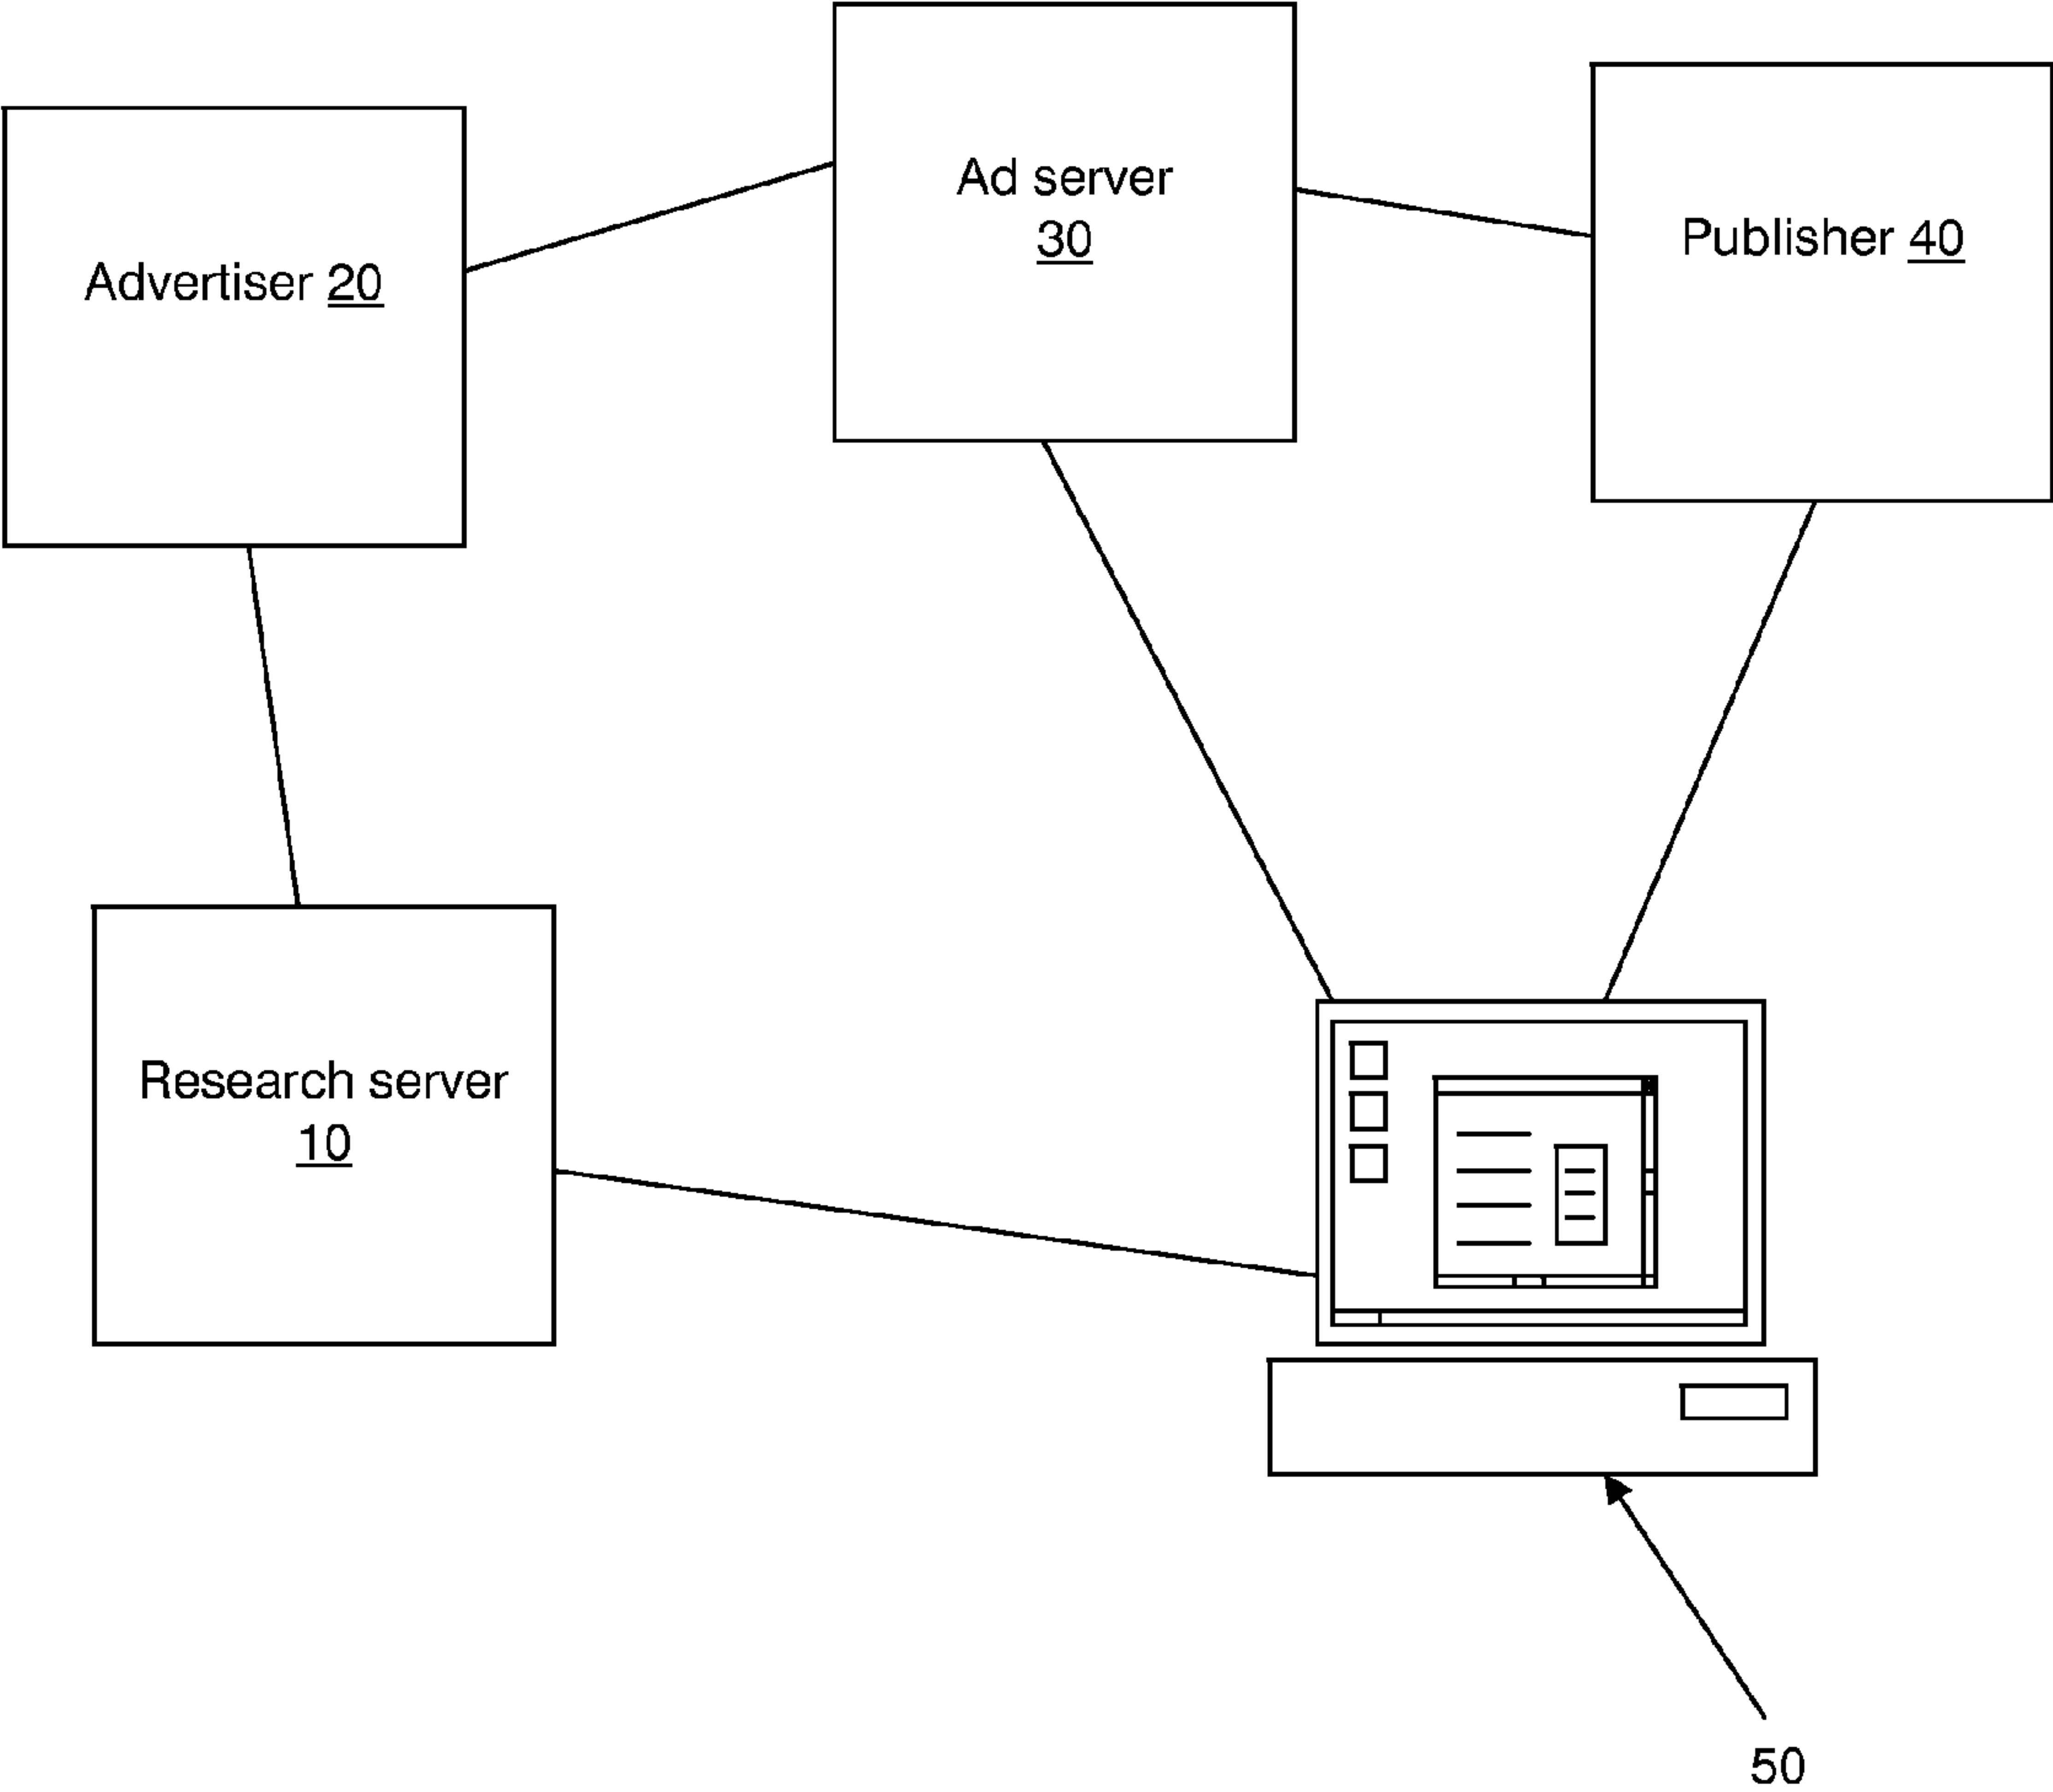 Ad server
30
Publisher 40
Advertiser 20
Research server
10
50